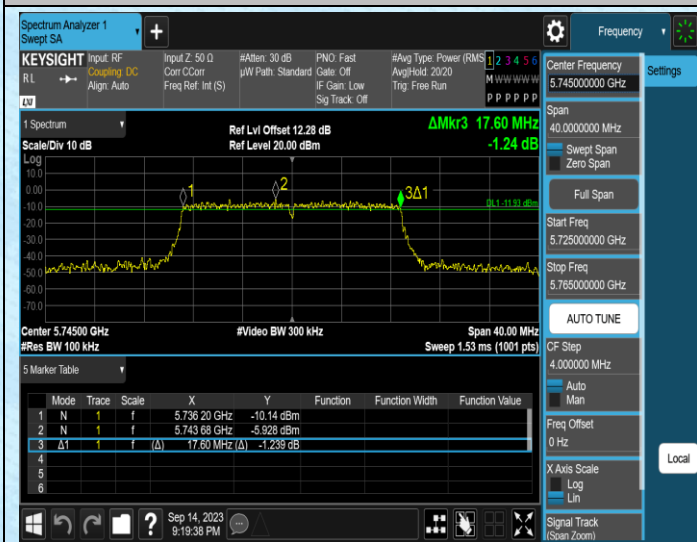 Spectrum Analyzer 1
Swept SA
+
Frequency
KEYSIGHT
RL
LXI
Input: RF
Coupling: DC
Align: Auto
Input Z: 50 Ω
Corr CCorr
Freq Ref: Int (S)
#Atten: 30 dB
µW Path: Standard
PNO: Fast
Gate: Off
IF Gain: Low
Sig Track: Off
#Avg Type: Power (RMS
Avg|Hold: 20/20
Trig: Free Run
1 2 3 4 5 6
M W W W W W
P P P P P P
1 Spectrum
Scale/Div 10 dB
Ref Lvl Offset 12.28 dB
Ref Level 20.00 dBm
ΔMkr3 17.60 MHz
-1.24 dB
Log
10.0
0.00
-10.0
-20.0
-30.0
-40.0
-50.0
-60.0
-70.0
1
2
3Δ1
DL1 -11.93 dBm
Center 5.74500 GHz
#Res BW 100 kHz
#Video BW 300 kHz
Span 40.00 MHz
Sweep 1.53 ms (1001 pts)
5 Marker Table
Mode Trace Scale X Y Function Function Width Function Value
1 N 1 f 5.736 20 GHz -10.14 dBm
2 N 1 f 5.743 68 GHz -5.928 dBm
3 Δ1 1 f (Δ) 17.60 MHz (Δ) -1.239 dB
4
5
6
?
Sep 14, 2023
9:19:38 PM
Center Frequency
5.745000000 GHz
Settings
Span
40.0000000 MHz
Swept Span
Zero Span
Full Span
Start Freq
5.725000000 GHz
Stop Freq
5.765000000 GHz
AUTO TUNE
CF Step
4.000000 MHz
Auto
Man
Freq Offset
0 Hz
X Axis Scale
Log
Lin
Signal Track
(Span Zoom)
Local